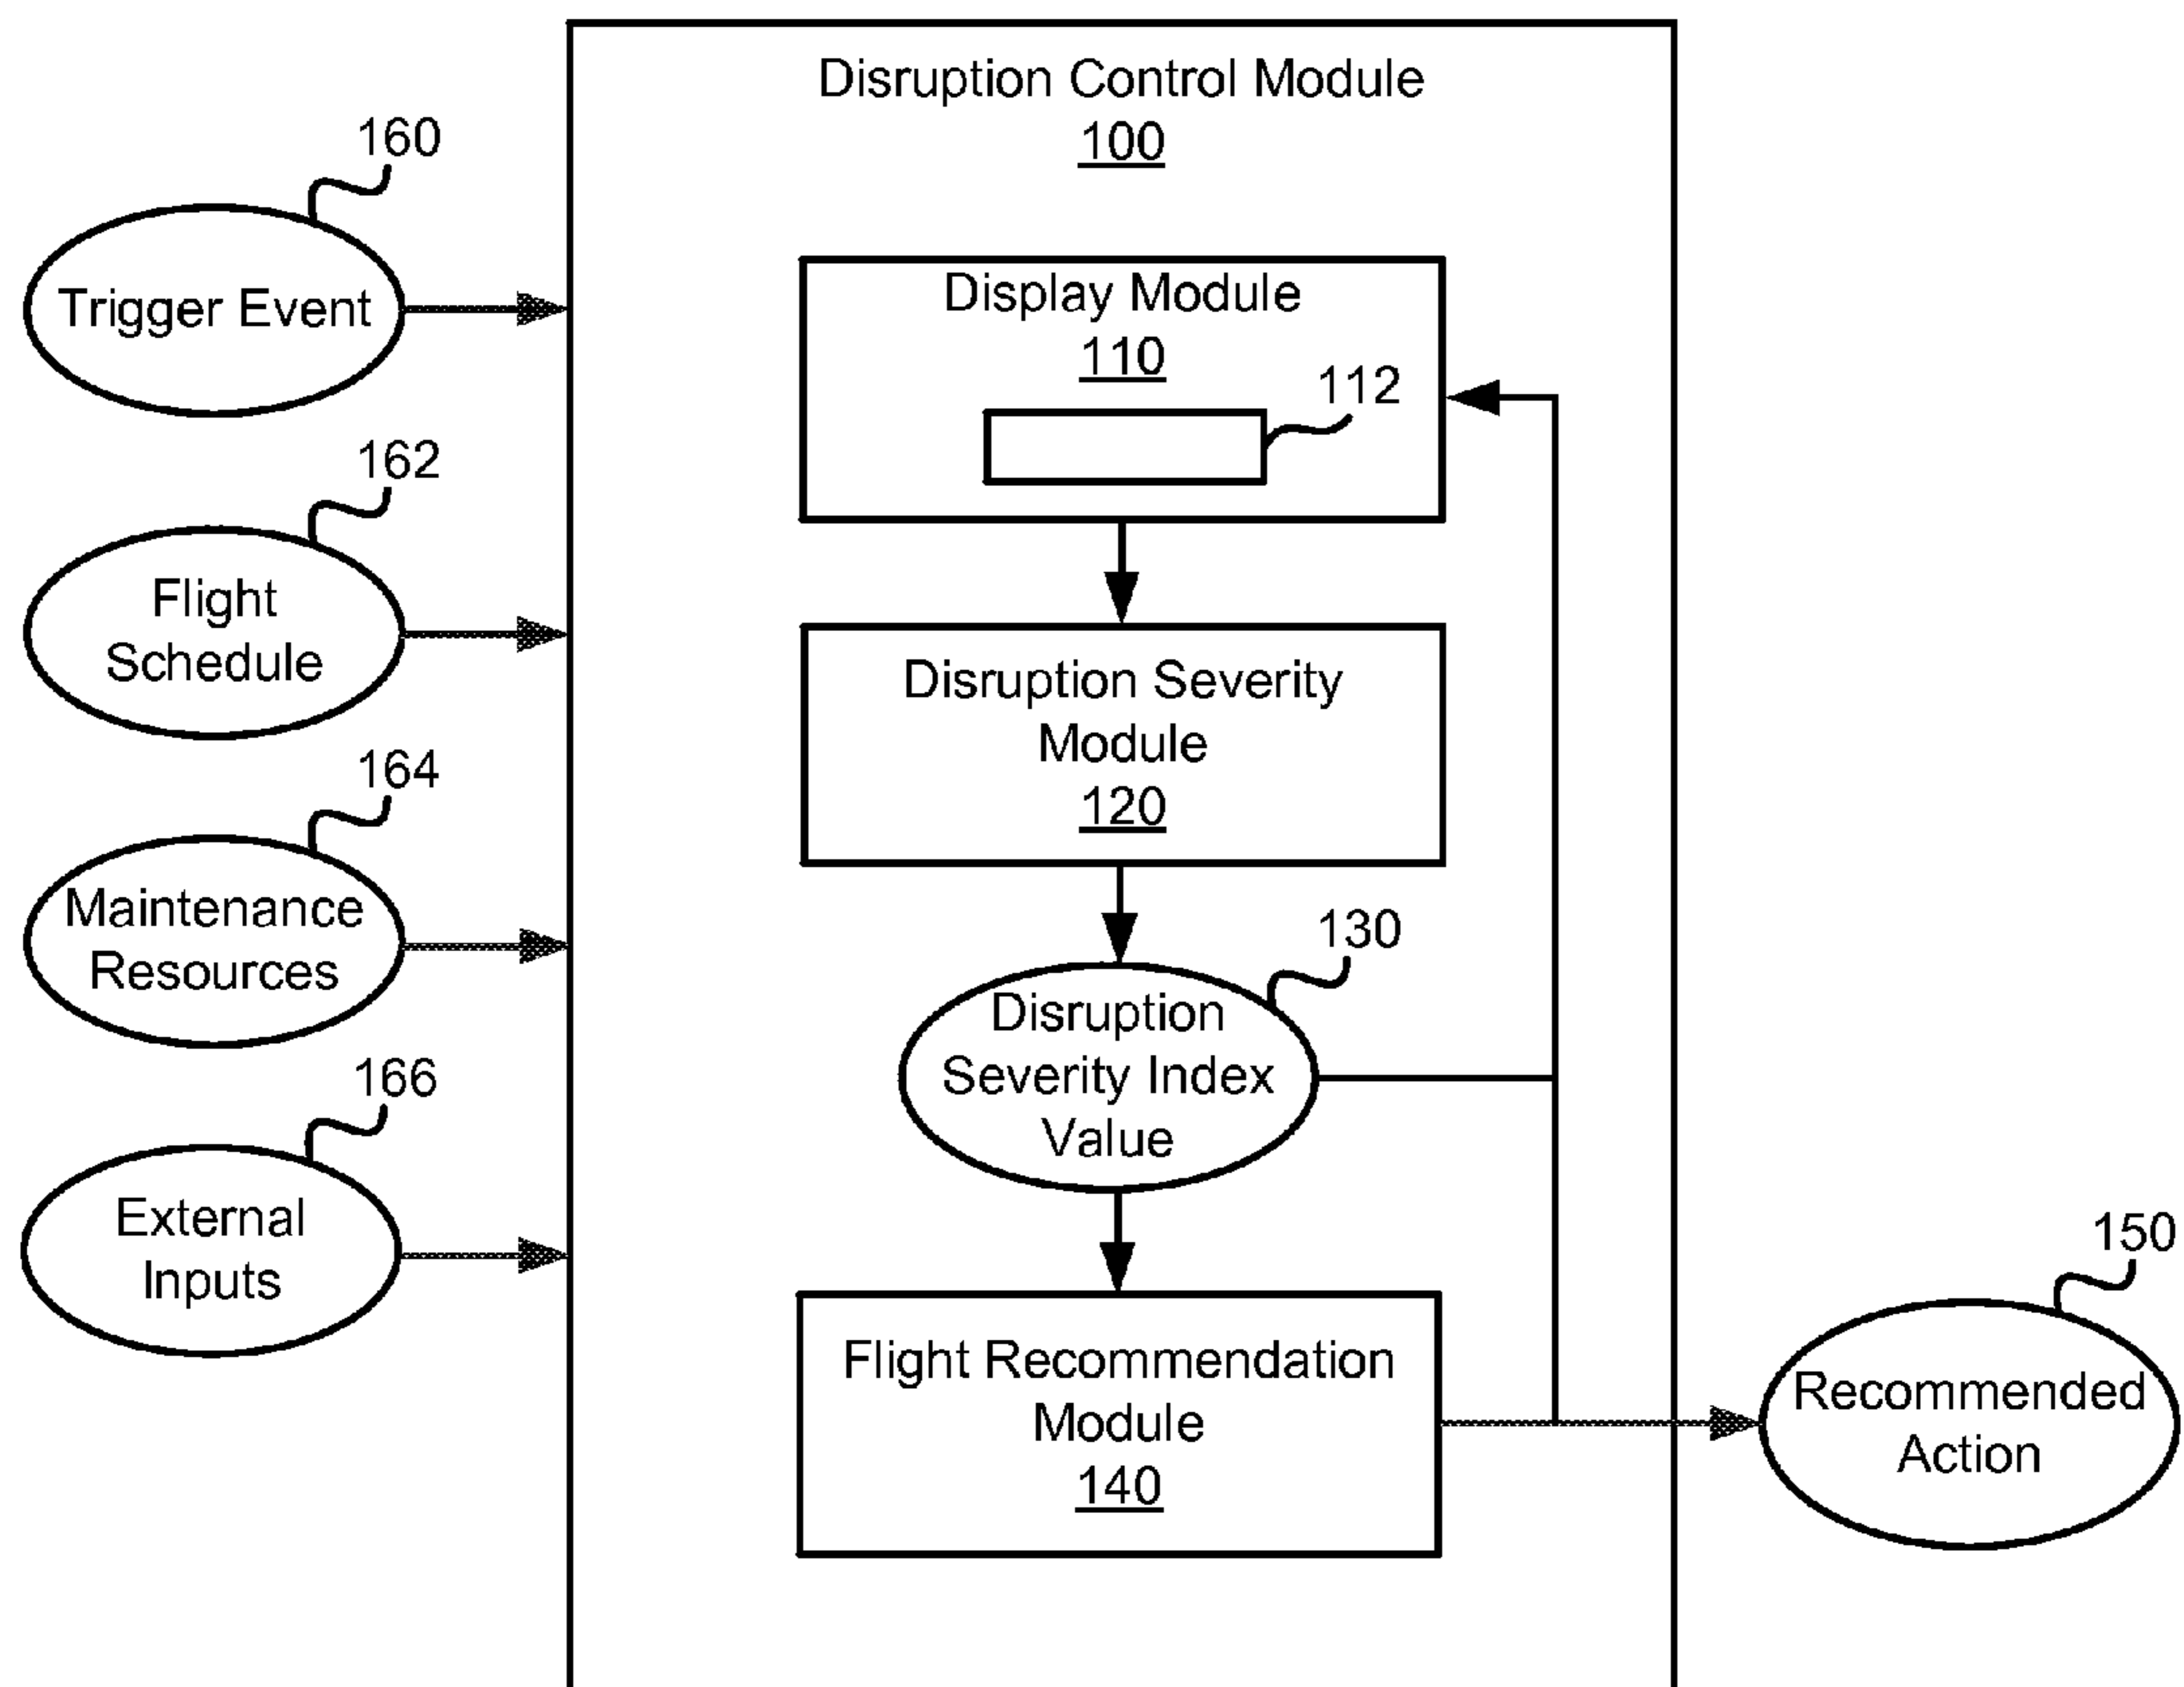 Disruption Control Module
100
160
Trigger Event
162
Flight
Schedule
164
Maintenance
Resources
166
External
Inputs
Display Module
110
112
Disruption Severity
Module
120
130
Disruption
Severity Index
Value
Flight Recommendation
Module
140
150
Recommended
Action